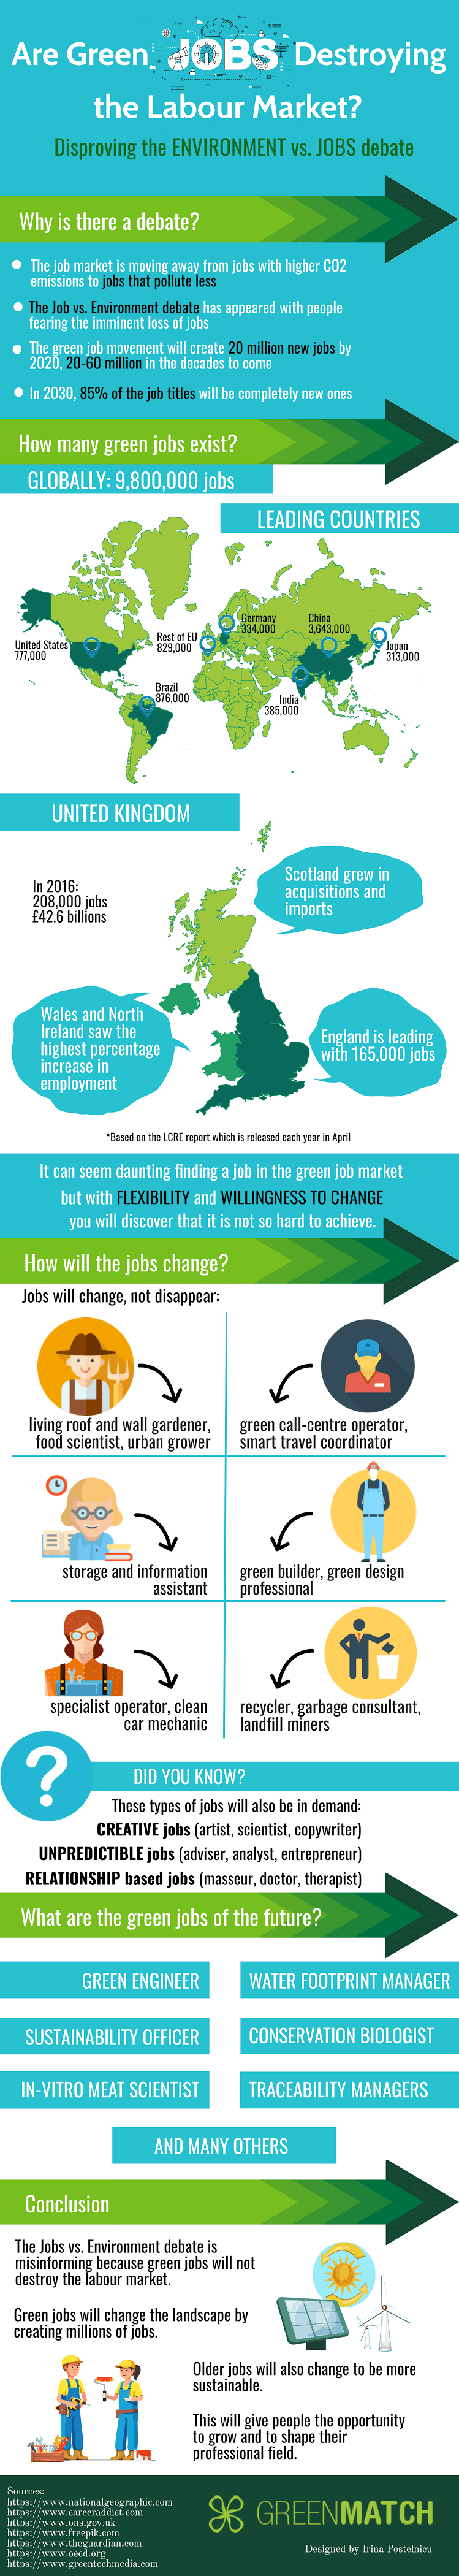 Are Green JOBS Destroying
the Labour Market?
Disproving the ENVIRONMENT vs. JOBS debate
Why is there a debate?
The job market is moving away from jobs with higher CO2
emissions to jobs that pollute less
The Job vs. Environment debate has appeared with people
fearing the imminent loss of jobs
The green job movement will create 20 million new jobs by
2020, 20-60 million in the decades to come
In 2030, 85% of the job titles will be completely new ones
How many green jobs exist?
GLOBALLY: 9,800,000 jobs
LEADING COUNTRIES
United States
777,000
Rest of EU
829,000
Germany
334,000
China
3,643,000
Japan
313,000
Brazil
876,000
India
385,000
UNITED KINGDOM
In 2016:
208,000 jobs
£42.6 billions
Scotland grew in
acquisitions and
imports
Wales and North
Ireland saw the
highest percentage
increase in
employment
England is leading
with 165,000 jobs
*Based on the LCRE report which is released each year in April
It can seem daunting finding a job in the green job market
but with FLEXIBILITY and WILLINGNESS TO CHANGE
you will discover that it is not so hard to achieve.
How will the jobs change?
Jobs will change, not disappear:
living roof and wall gardener,
food scientist, urban grower
green call-centre operator,
smart travel coordinator
storage and information
assistant
green builder, green design
professional
specialist operator, clean
car mechanic
recycler, garbage consultant,
landfill miners
?
DID YOU KNOW?
These types of jobs will also be in demand:
CREATIVE jobs (artist, scientist, copywriter)
UNPREDICTIBLE jobs (adviser, analyst, entrepreneur)
RELATIONSHIP based jobs (masseur, doctor, therapist)
What are the green jobs of the future?
GREEN ENGINEER
WATER FOOTPRINT MANAGER
SUSTAINABILITY OFFICER
CONSERVATION BIOLOGIST
IN-VITRO MEAT SCIENTIST
TRACEABILITY MANAGERS
AND MANY OTHERS
Conclusion
The Jobs vs. Environment debate is
misinforming because green jobs will not
destroy the labour market.
Green jobs will change the landscape by
creating millions of jobs.
Older jobs will also change to be more
sustainable.
This will give people the opportunity
to grow and to shape their
professional field.
Sources:
https://www.nationalgeographic.com
https://www.careeraddict.com
https://www.ons.gov.uk
https://www.freepik.com
https://www.theguardian.com
https://www.oecd.org
https://www.greentechmedia.com
GREENMATCH
Designed by Irina Postelnicu